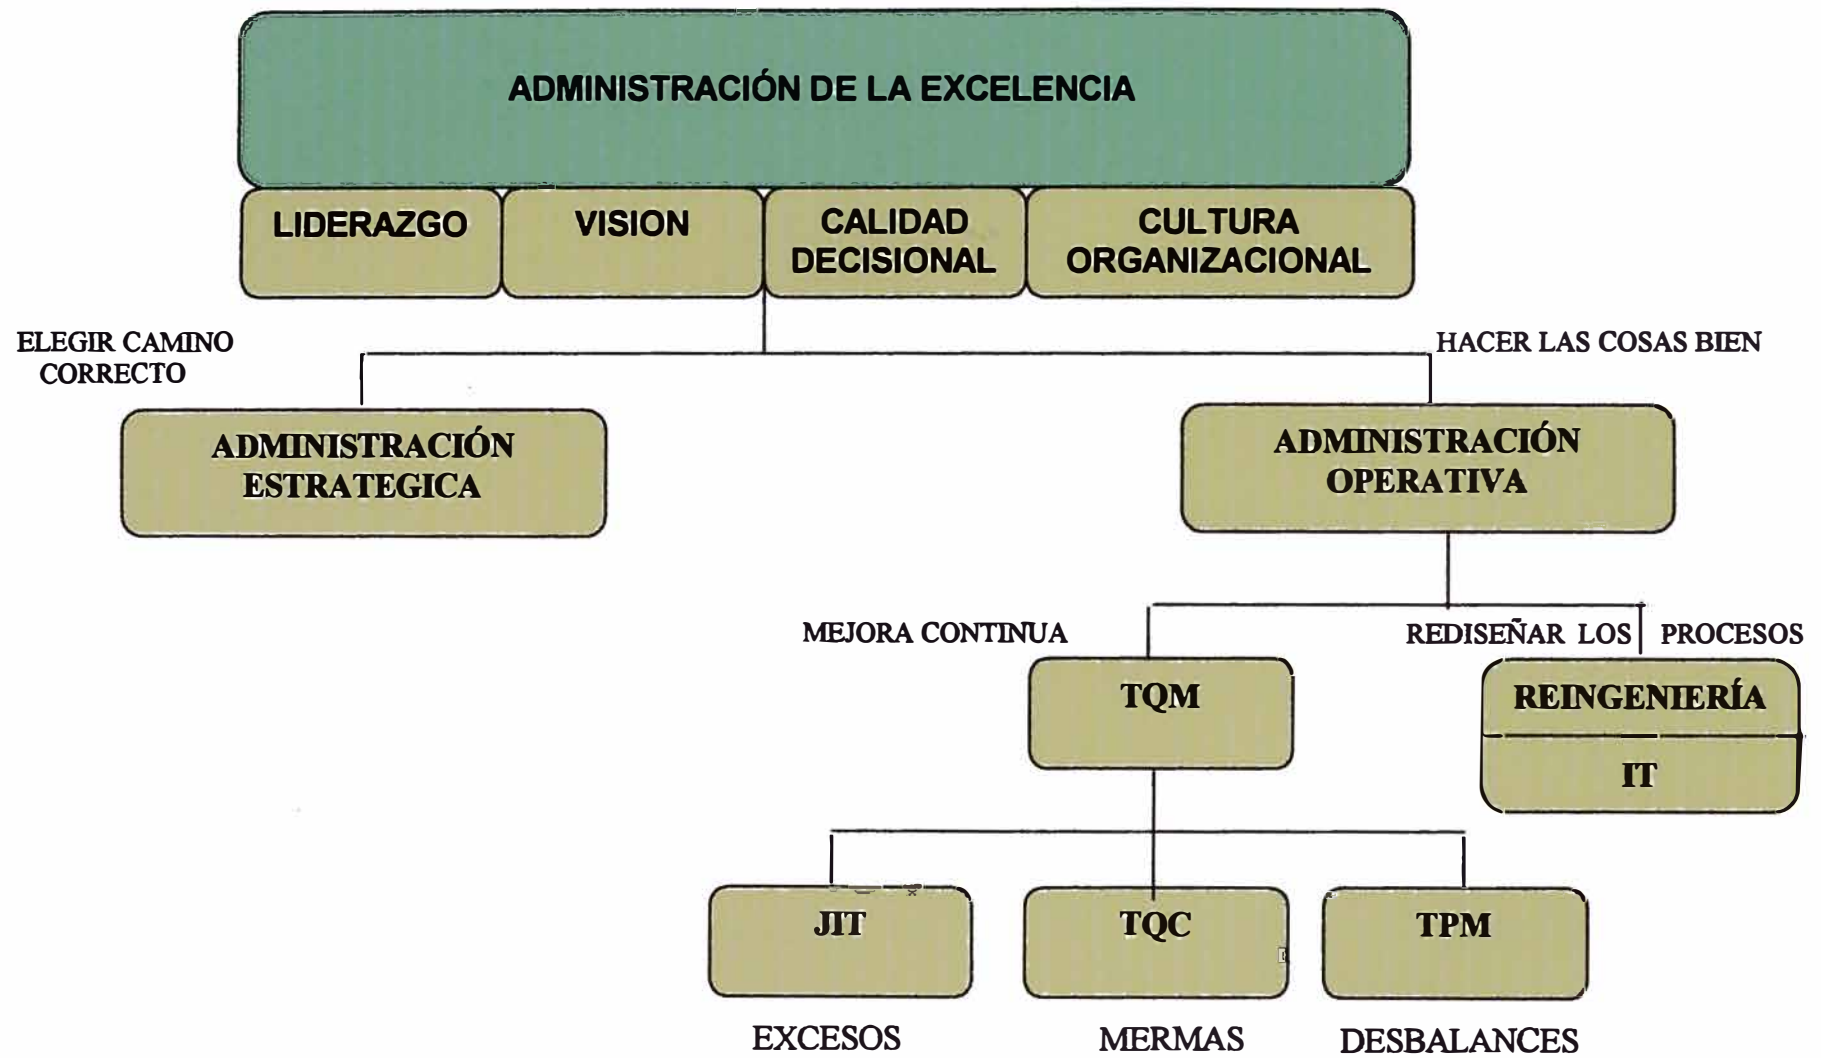 ADMINISTRACIÓN DE LA EXCELENCIA
LIDERAZGO
VISION
CALIDAD
DECISIONAL
CULTURA
ORGANIZACIONAL
ELEGIR CAMINO
CORRECTO
HACER LAS COSAS BIEN
ADMINISTRACIÓN
ESTRATEGICA
ADMINISTRACIÓN
OPERATIVA
MEJORA CONTINUA
REDISEÑAR LOS PROCESOS
TQM
REINGENIERÍA
IT
JIT
TQC
TPM
EXCESOS
MERMAS
DESBALANCES